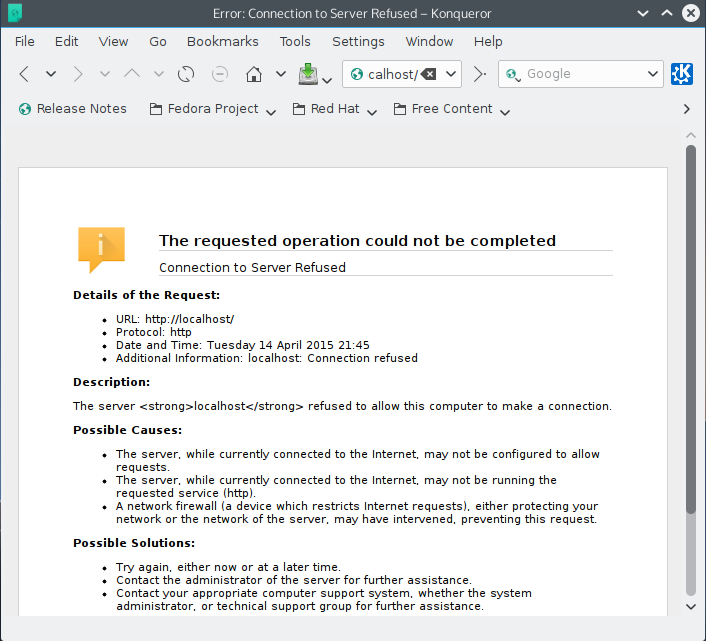 Error: Connection to Server Refused – Konqueror
File Edit View Go Bookmarks Tools Settings Window Help
calhost/ Google
Release Notes Fedora Project Red Hat Free Content
The requested operation could not be completed
Connection to Server Refused
Details of the Request:
• URL: http://localhost/
• Protocol: http
• Date and Time: Tuesday 14 April 2015 21:45
• Additional Information: localhost: Connection refused
Description:
The server <strong>localhost</strong> refused to allow this computer to make a connection.
Possible Causes:
• The server, while currently connected to the Internet, may not be configured to allow
requests.
• The server, while currently connected to the Internet, may not be running the
requested service (http).
• A network firewall (a device which restricts Internet requests), either protecting your
network or the network of the server, may have intervened, preventing this request.
Possible Solutions:
• Try again, either now or at a later time.
• Contact the administrator of the server for further assistance.
• Contact your appropriate computer support system, whether the system
administrator, or technical support group for further assistance.